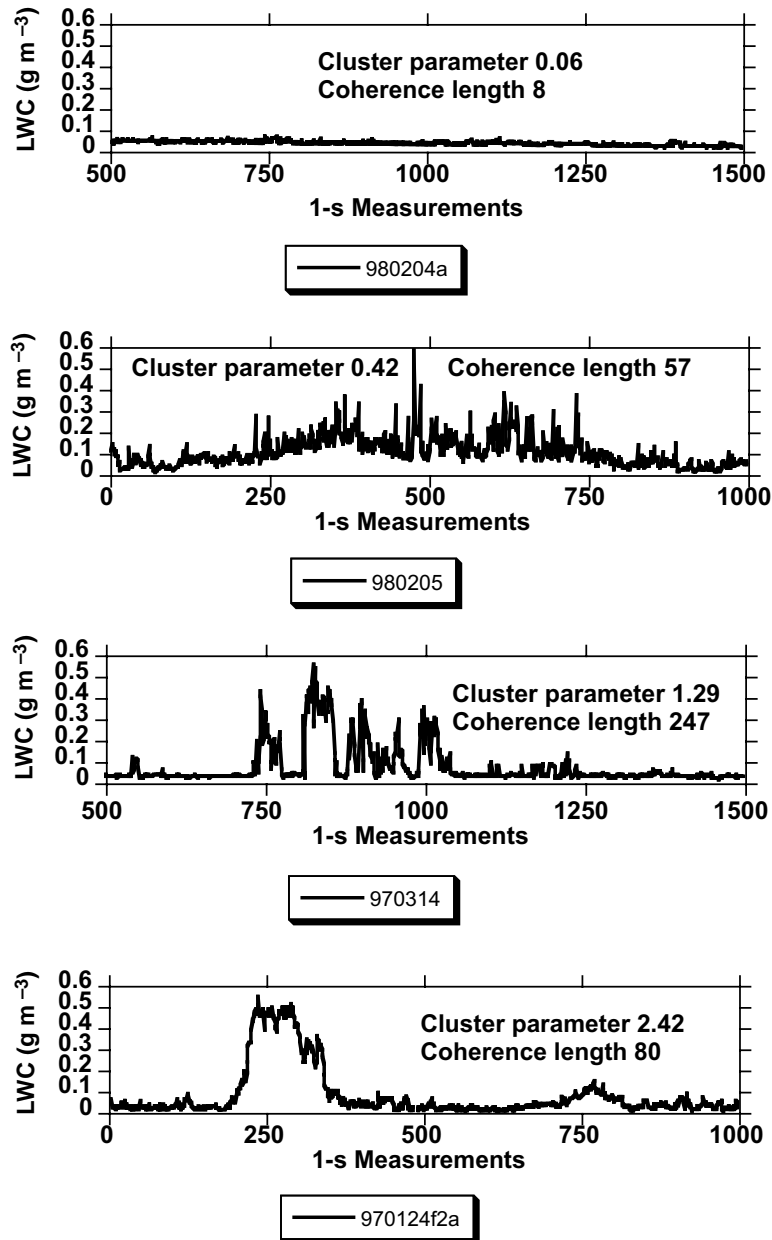 LWC (g m⁻³)
0.6
0.5
0.4
0.3
0.2
0.1
0
Cluster parameter 0.06
Coherence length 8
500 750 1000 1250 1500
1-s Measurements
980204a
LWC (g m⁻³)
0.6
0.5
0.4
0.3
0.2
0.1
0
Cluster parameter 0.42 Coherence length 57
0 250 500 750 1000
1-s Measurements
980205
LWC (g m⁻³)
0.6
0.5
0.4
0.3
0.2
0.1
0
Cluster parameter 1.29
Coherence length 247
500 750 1000 1250 1500
1-s Measurements
970314
LWC (g m⁻³)
0.6
0.5
0.4
0.3
0.2
0.1
0
Cluster parameter 2.42
Coherence length 80
0 250 500 750 1000
1-s Measurements
970124f2a